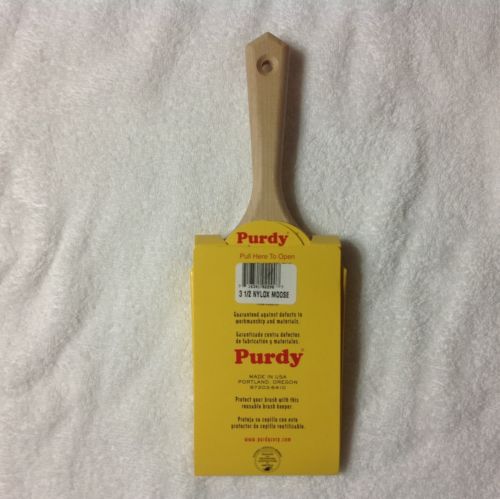 Purdy
Pull Here To Open
3 1/2 NYLOX MOOSE
Guaranteed against defects in
workmanship and materials.
Garantizado contra defectos
de fabricación y materiales.
Purdy®
MADE IN USA
PORTLAND, OREGON
97203-6410
Protect your brush with this
reusable brush keeper.
Proteja su cepillo con este
protector de cepillo reutilizable.
www.purdycorp.com